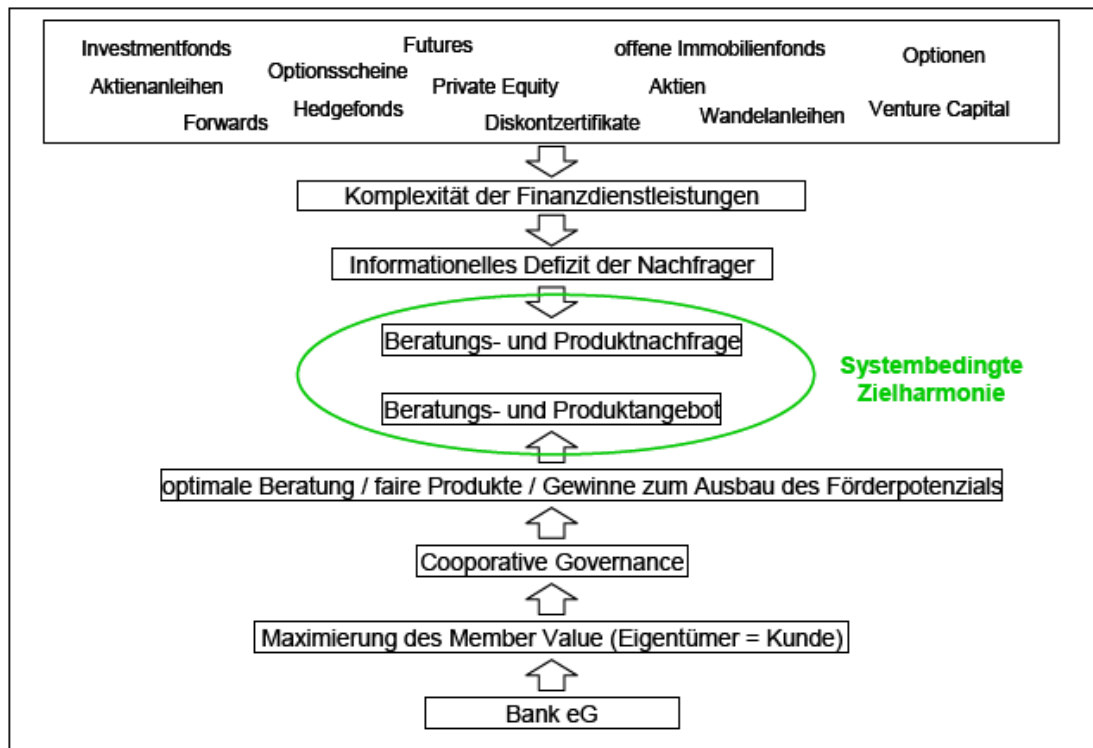 Investmentfonds
Futures
offene Immobilienfonds
Optionen
Optionsscheine
Aktienanleihen
Private Equity
Aktien
Hedgefonds
Wandelanleihen
Venture Capital
Forwards
Diskontzertifikate
Komplexität der Finanzdienstleistungen
Informationelles Defizit der Nachfrager
Beratungs- und Produktnachfrage
Systembedingte
Zielharmonie
Beratungs- und Produktangebot
optimale Beratung / faire Produkte / Gewinne zum Ausbau des Förderpotenzials
Cooporative Governance
Maximierung des Member Value (Eigentümer = Kunde)
Bank eG